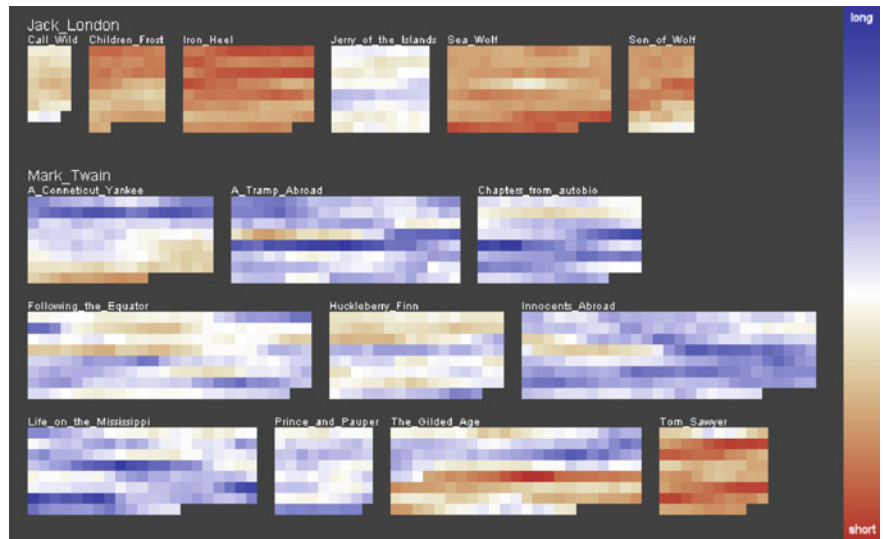 long
Jack_London
Call_Wild Children_Frost Iron_Heel Jerry_of_the_Islands Sea_Wolf Son_of_Wolf
Mark_Twain
A_Conneticut_Yankee A_Tramp_Abroad Chapters_from_autobio
Following_the_Equator Huckleberry_Finn Innocents_Abroad
Life_on_the_Mississippi Prince_and_Pauper The_Gilded_Age Tom_Sawyer
short